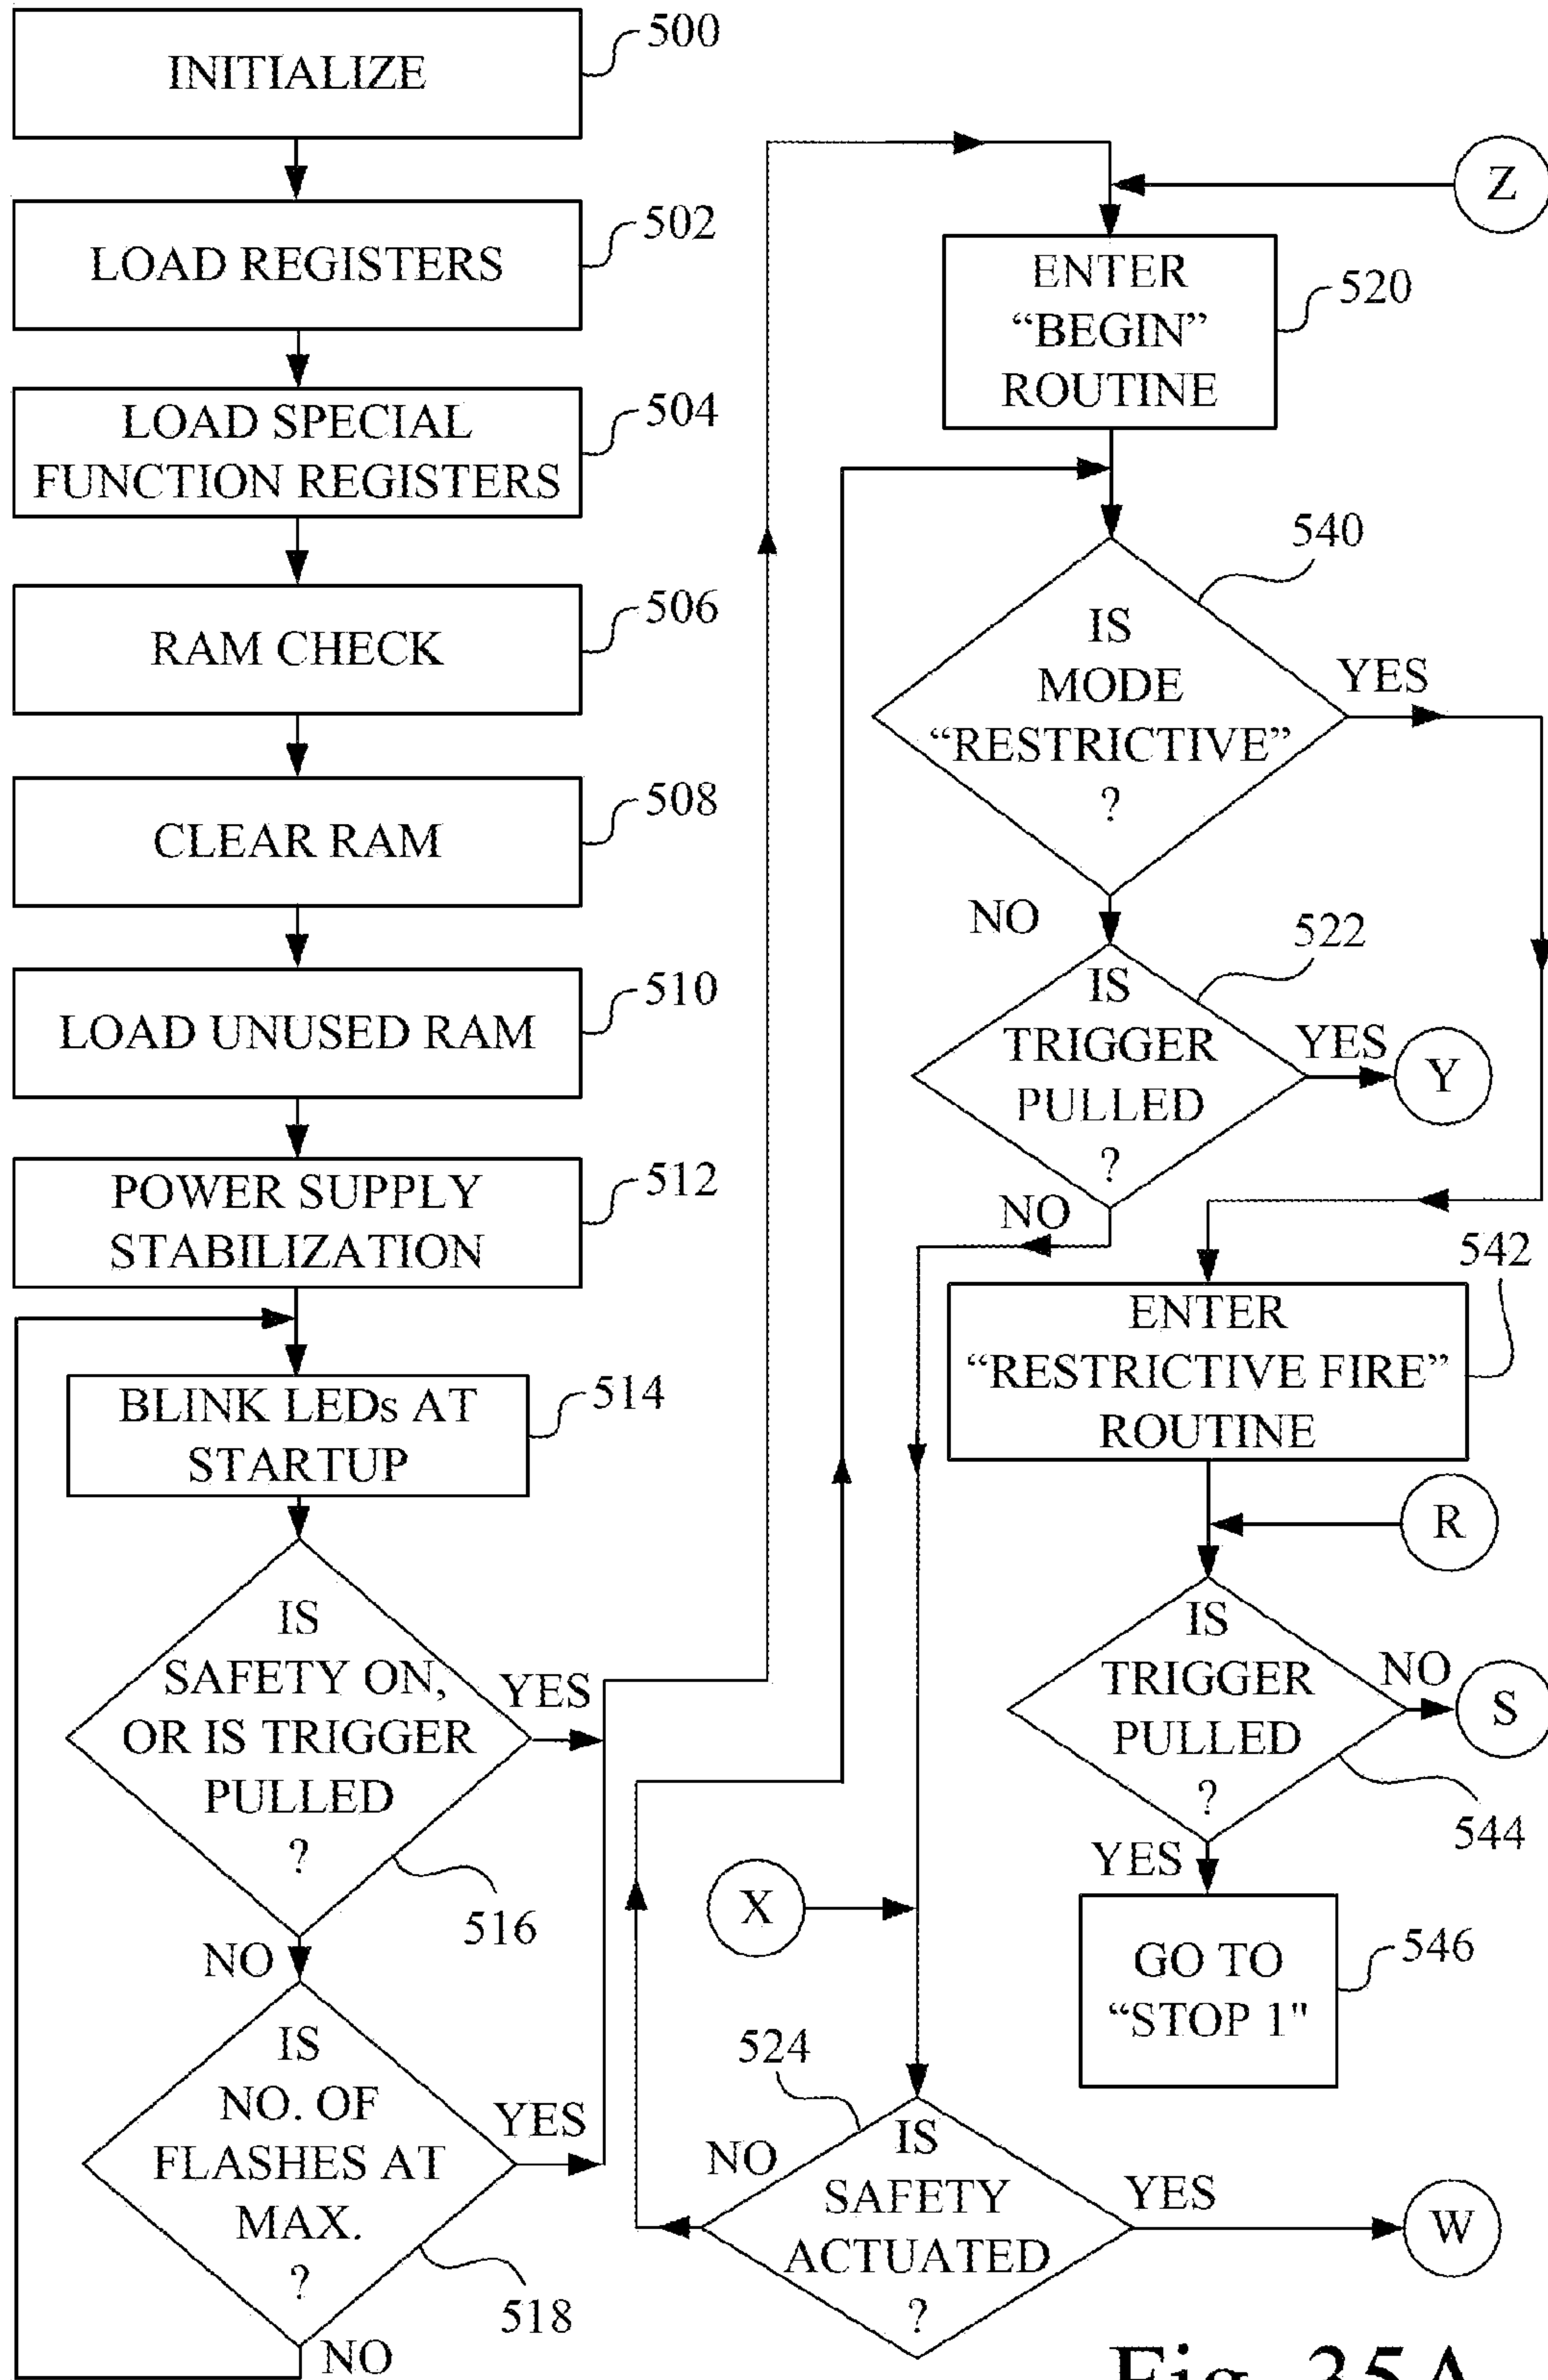 INITIALIZE
500
LOAD REGISTERS
502
LOAD SPECIAL
FUNCTION REGISTERS
504
RAM CHECK
506
CLEAR RAM
508
LOAD UNUSED RAM
510
POWER SUPPLY
STABILIZATION
512
BLINK LEDs AT
STARTUP
514
IS
SAFETY ON,
OR IS TRIGGER
PULLED
?
YES
516
NO
IS
NO. OF
FLASHES AT
MAX.
?
YES
518
NO
Z
ENTER
“BEGIN”
ROUTINE
520
540
IS
MODE
“RESTRICTIVE”
?
YES
NO
522
IS
TRIGGER
PULLED
?
YES
Y
NO
542
ENTER
“RESTRICTIVE FIRE”
ROUTINE
R
IS
TRIGGER
PULLED
?
NO
S
544
YES
GO TO
“STOP 1"
546
X
524
IS
SAFETY
ACTUATED
?
NO
YES
W
Fig. 35A